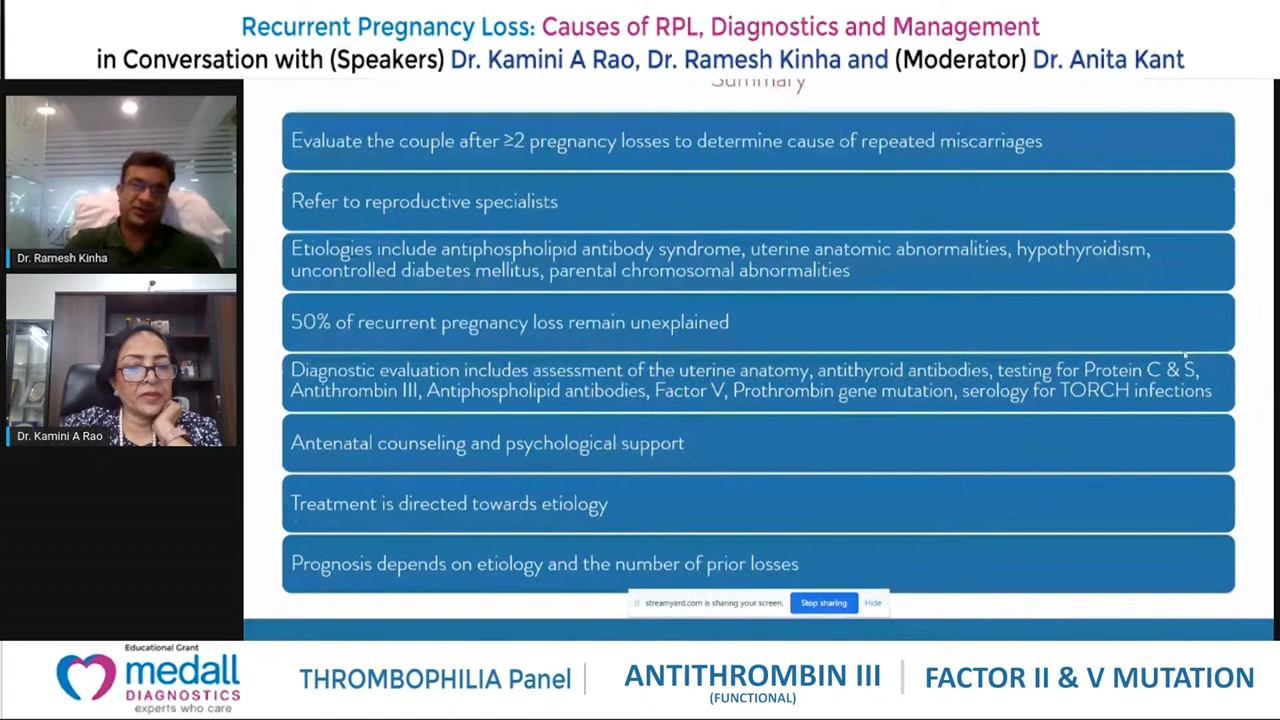 Recurrent Pregnancy Loss: Causes of RPL, Diagnostics and Management
in Conversation with (Speakers) Dr. Kamini A Rao, Dr. Ramesh Kinha and (Moderator) Dr. Anita Kant
Summary
Evaluate the couple after ≥2 pregnancy losses to determine cause of repeated miscarriages
Refer to reproductive specialists
Etiologies include antiphospholipid antibody syndrome, uterine anatomic abnormalities, hypothyroidism,
uncontrolled diabetes mellitus, parental chromosomal abnormalities
50% of recurrent pregnancy loss remain unexplained
Diagnostic evaluation includes assessment of the uterine anatomy, antithyroid antibodies, testing for Protein C & S,
Antithrombin III, Antiphospholipid antibodies, Factor V, Prothrombin gene mutation, serology for TORCH infections
Antenatal counseling and psychological support
Treatment is directed towards etiology
Prognosis depends on etiology and the number of prior losses
streamyard.com is sharing your screen.
Stop sharing
Hide
Dr. Ramesh Kinha
Dr. Kamini A Rao
Educational Grant
medall
DIAGNOSTICS
experts who care
THROMBOPHILIA Panel
ANTITHROMBIN III
(FUNCTIONAL)
FACTOR II & V MUTATION